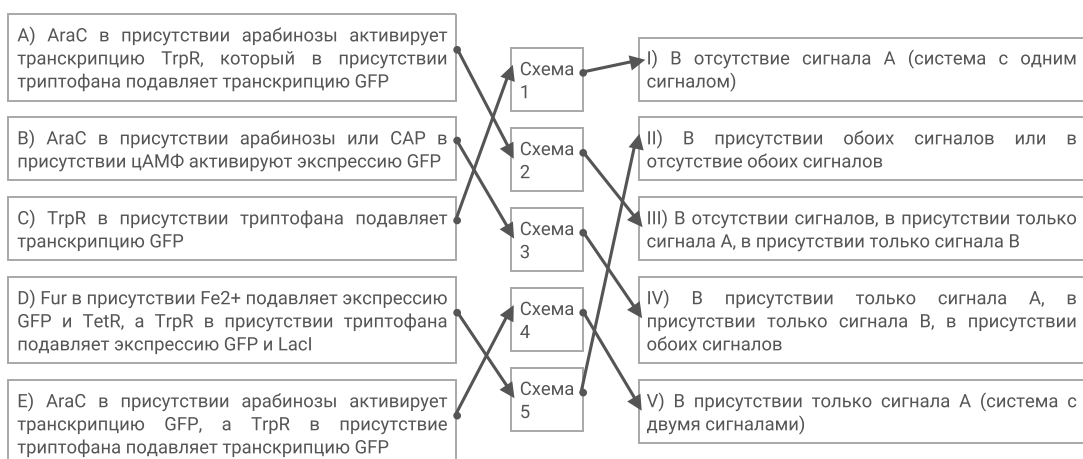 A) AraC в присутствии арабинозы активирует
транскрипцию TrpR, который в присутствии
триптофана подавляет транскрипцию GFP
B) AraC в присутствии арабинозы или CAP в
присутствии цАМФ активируют экспрессию GFP
C) TrpR в присутствии триптофана подавляет
транскрипцию GFP
D) Fur в присутствии Fe2+ подавляет экспрессию
GFP и TetR, а TrpR в присутствии триптофана
подавляет экспрессию GFP и LacI
E) AraC в присутствии арабинозы активирует
транскрипцию GFP, а TrpR в присутствие
триптофана подавляет транскрипцию GFP
Схема
1
Схема
2
Схема
3
Схема
4
Схема
5
I) В отсутствие сигнала А (система с одним
сигналом)
II) В присутствии обоих сигналов или в
отсутствие обоих сигналов
III) В отсутствии сигналов, в присутствии только
сигнала А, в присутствии только сигнала В
IV) В присутствии только сигнала А, в
присутствии только сигнала В, в присутствии
обоих сигналов
V) В присутствии только сигнала А (система с
двумя сигналами)